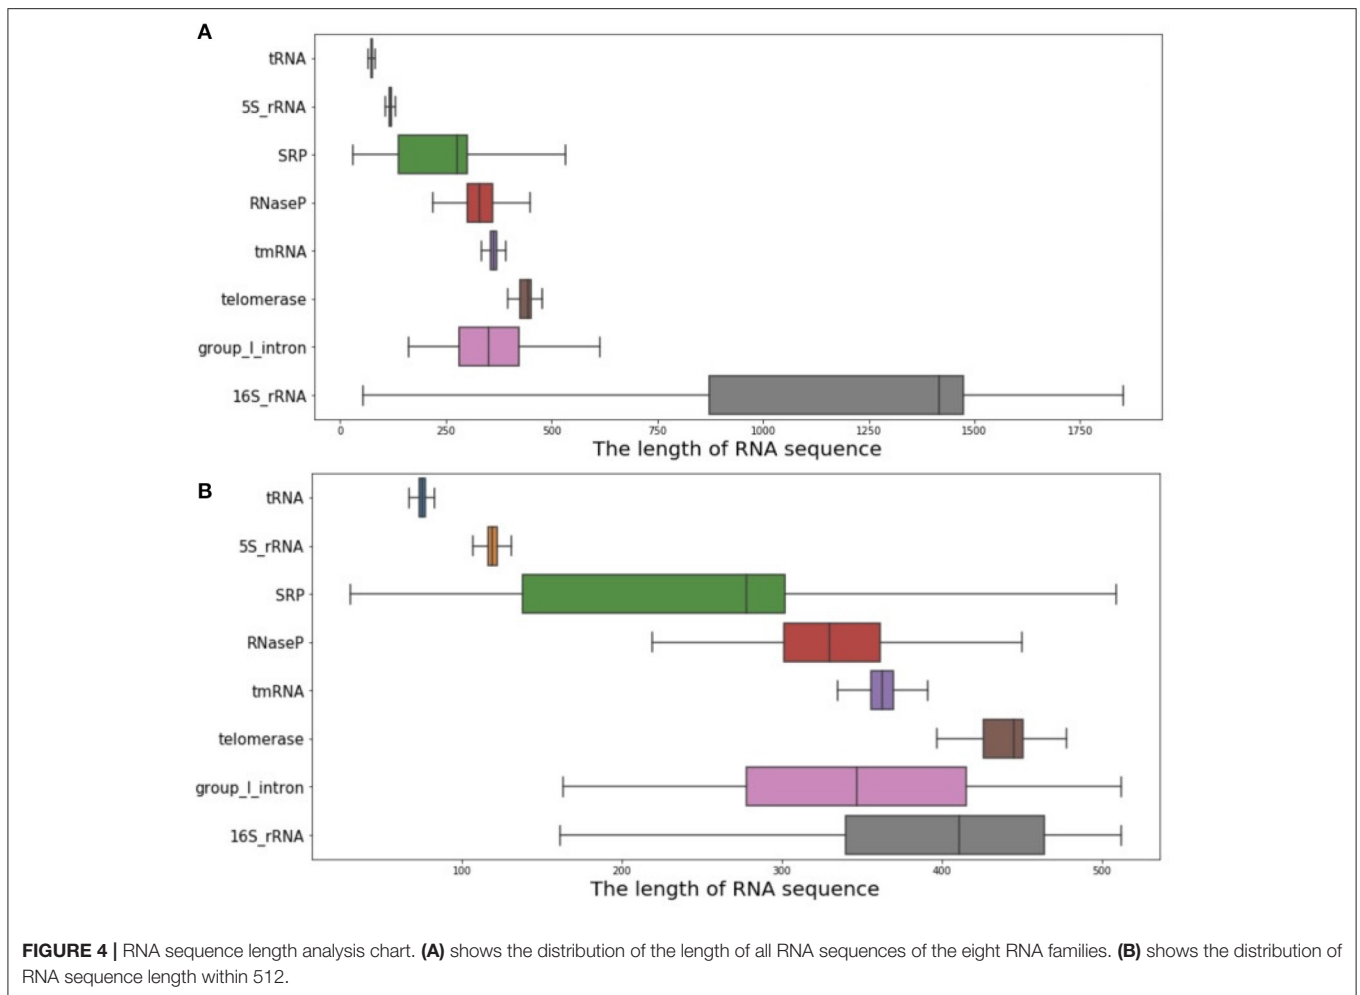 A
tRNA
5S_rRNA
SRP
RNaseP
tmRNA
telomerase
group_I_intron
16S_rRNA
0 250 500 750 1000 1250 1500 1750
The length of RNA sequence
B
tRNA
5S_rRNA
SRP
RNaseP
tmRNA
telomerase
group_I_intron
16S_rRNA
100 200 300 400 500
The length of RNA sequence
FIGURE 4 | RNA sequence length analysis chart. (A) shows the distribution of the length of all RNA sequences of the eight RNA families. (B) shows the distribution of
RNA sequence length within 512.